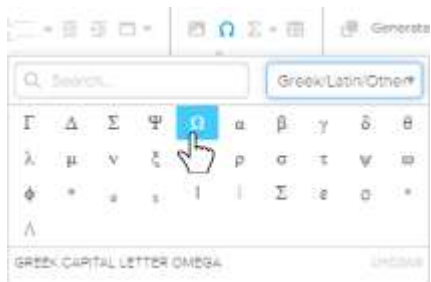 Ω Σ Generate
Search... Greek/Latin/Other
Γ Δ Σ Ψ Ω α β γ δ θ
λ μ ν ξ ρ σ τ ψ
ϕ Σ ε
Λ
GREEK CAPITAL LETTER OMEGA